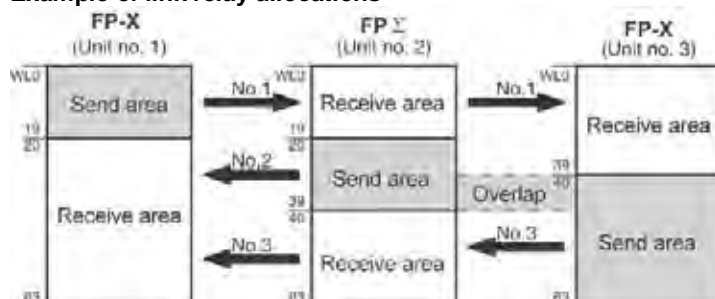 Example of link relay allocations
FP-X
(Unit no. 1)
FP Σ
(Unit no. 2)
FP-X
(Unit no. 3)
WL0
Send area
19
20
Receive area
63
No.1
No.2
No.3
WL0
Receive area
19
20
Send area
39
40
Receive area
63
No.1
Overlap
No.3
WL0
Receive area
39
40
Send area
63